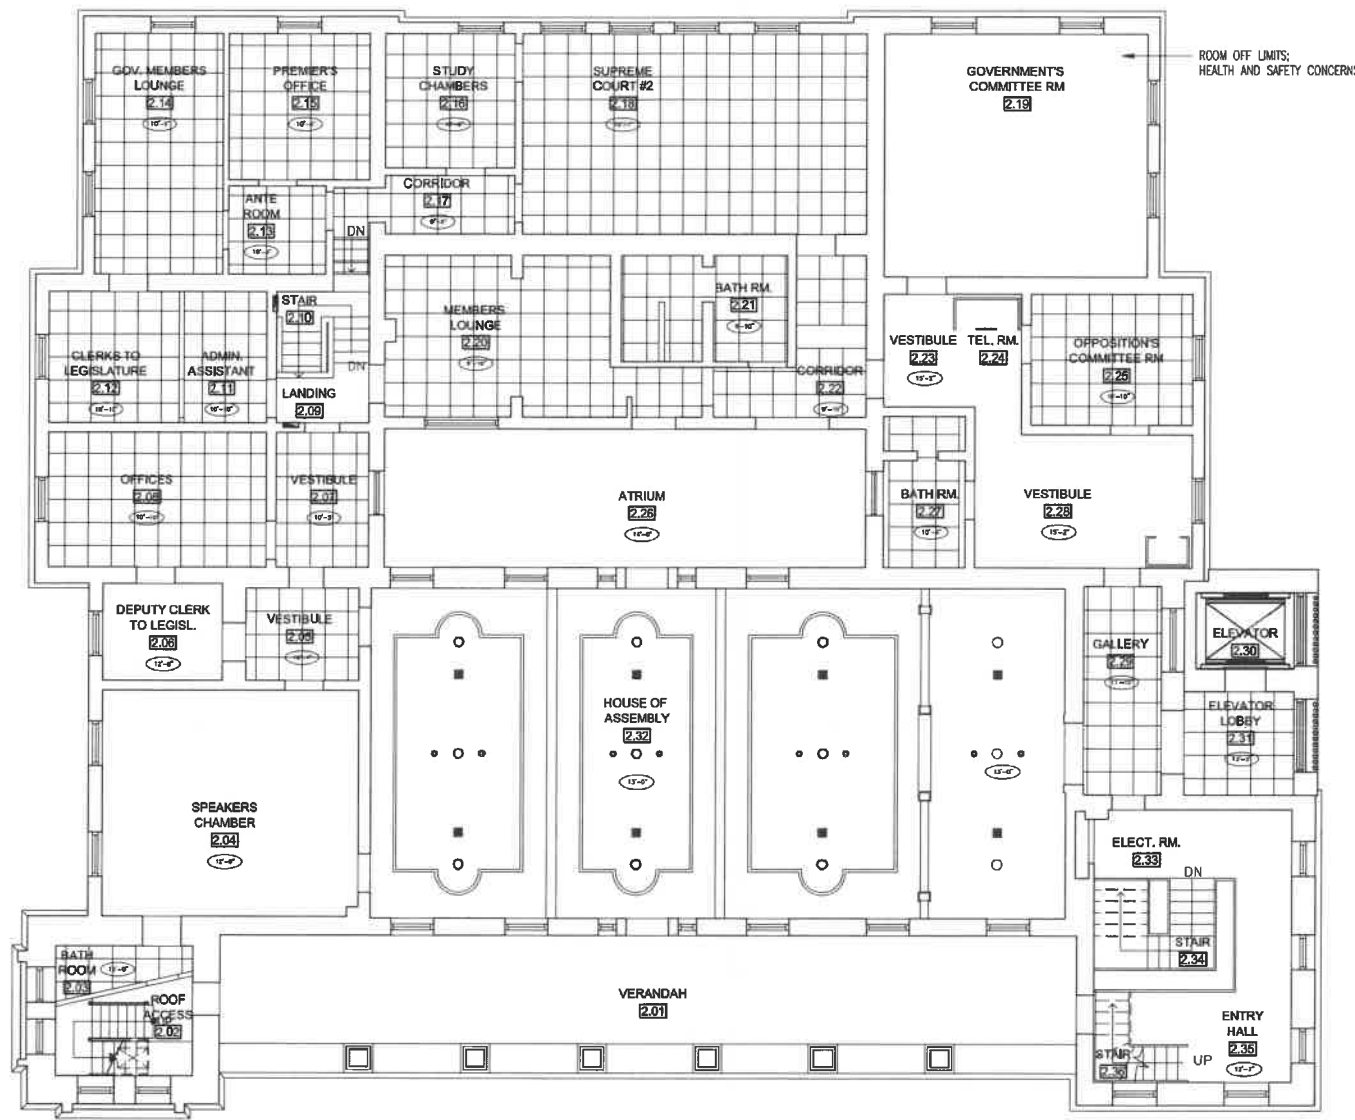 ROOM OFF LIMITS;
HEALTH AND SAFETY CONCERNS
GOV. MEMBERS
LOUNGE
2.14
PREMIER'S
OFFICE
2.15
STUDY
CHAMBERS
2.16
SUPREME
COURT #2
2.18
GOVERNMENT'S
COMMITTEE RM
2.19
ANTE
ROOM
2.13
CORRIDOR
2.17
DN
STAIR
2.10
DN
MEMBERS
LOUNGE
2.20
BATH RM.
2.21
CORRIDOR
2.22
VESTIBULE
2.23
15'-2"
TEL. RM.
2.24
OPPOSITION'S
COMMITTEE RM
2.25
CLERKS TO
LEGISLATURE
2.12
ADMIN.
ASSISTANT
2.11
LANDING
2.09
OFFICES
2.08
VESTIBULE
2.07
ATRIUM
2.26
BATH RM.
2.27
VESTIBULE
2.28
15'-2"
DEPUTY CLERK
TO LEGISL.
2.06
VESTIBULE
2.05
HOUSE OF
ASSEMBLY
2.32
GALLERY
2.29
ELEVATOR
2.30
ELEVATOR
LOBBY
2.31
SPEAKERS
CHAMBER
2.04
ELECT. RM.
2.33
DN
STAIR
2.34
BATH
ROOM
2.03
ROOF
ACCESS
2.02
VERANDAH
2.01
ENTRY
HALL
2.35
STAIR
UP